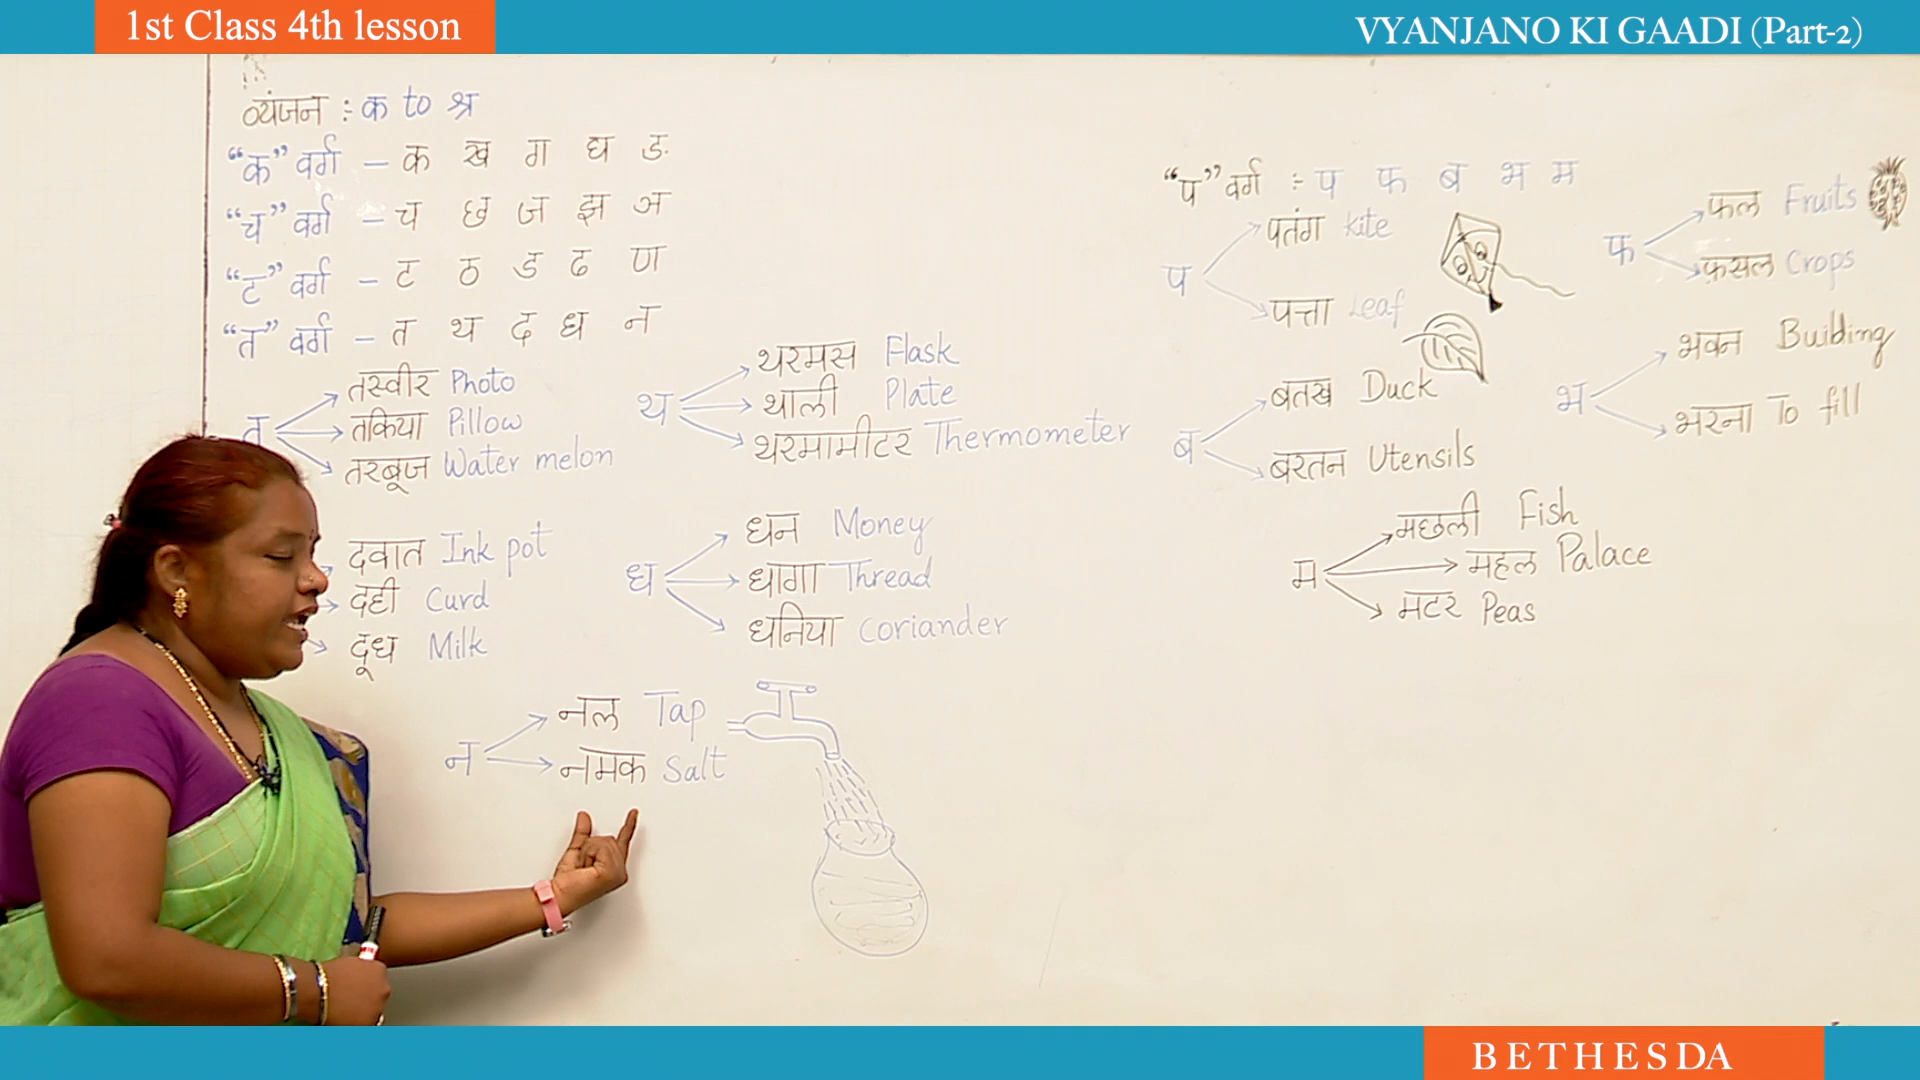 1st Class 4th lesson
VYANJANO KI GAADI (Part-2)
व्यंजन : क to श्र
“क” वर्ग – क ख ग घ ङ
“च” वर्ग – च छ ज झ ञ
“ट” वर्ग – ट ठ ड ढ ण
“त” वर्ग – त थ द ध न
त
तस्वीर Photo
तकिया Pillow
तरबूज Water melon
थ
थरमस Flask
थाली Plate
थरमामीटर Thermometer
दवात Ink pot
दही Curd
दूध Milk
ध
धन Money
धागा Thread
धनिया Coriander
न
नल Tap
नमक Salt
“प” वर्ग : प फ ब भ म
प
पतंग Kite
पत्ता Leaf
फ
फल Fruits
फ़सल Crops
ब
बतख Duck
बरतन Utensils
भ
भवन Building
भरना To fill
म
मछली Fish
महल Palace
मटर Peas
BETHESDA